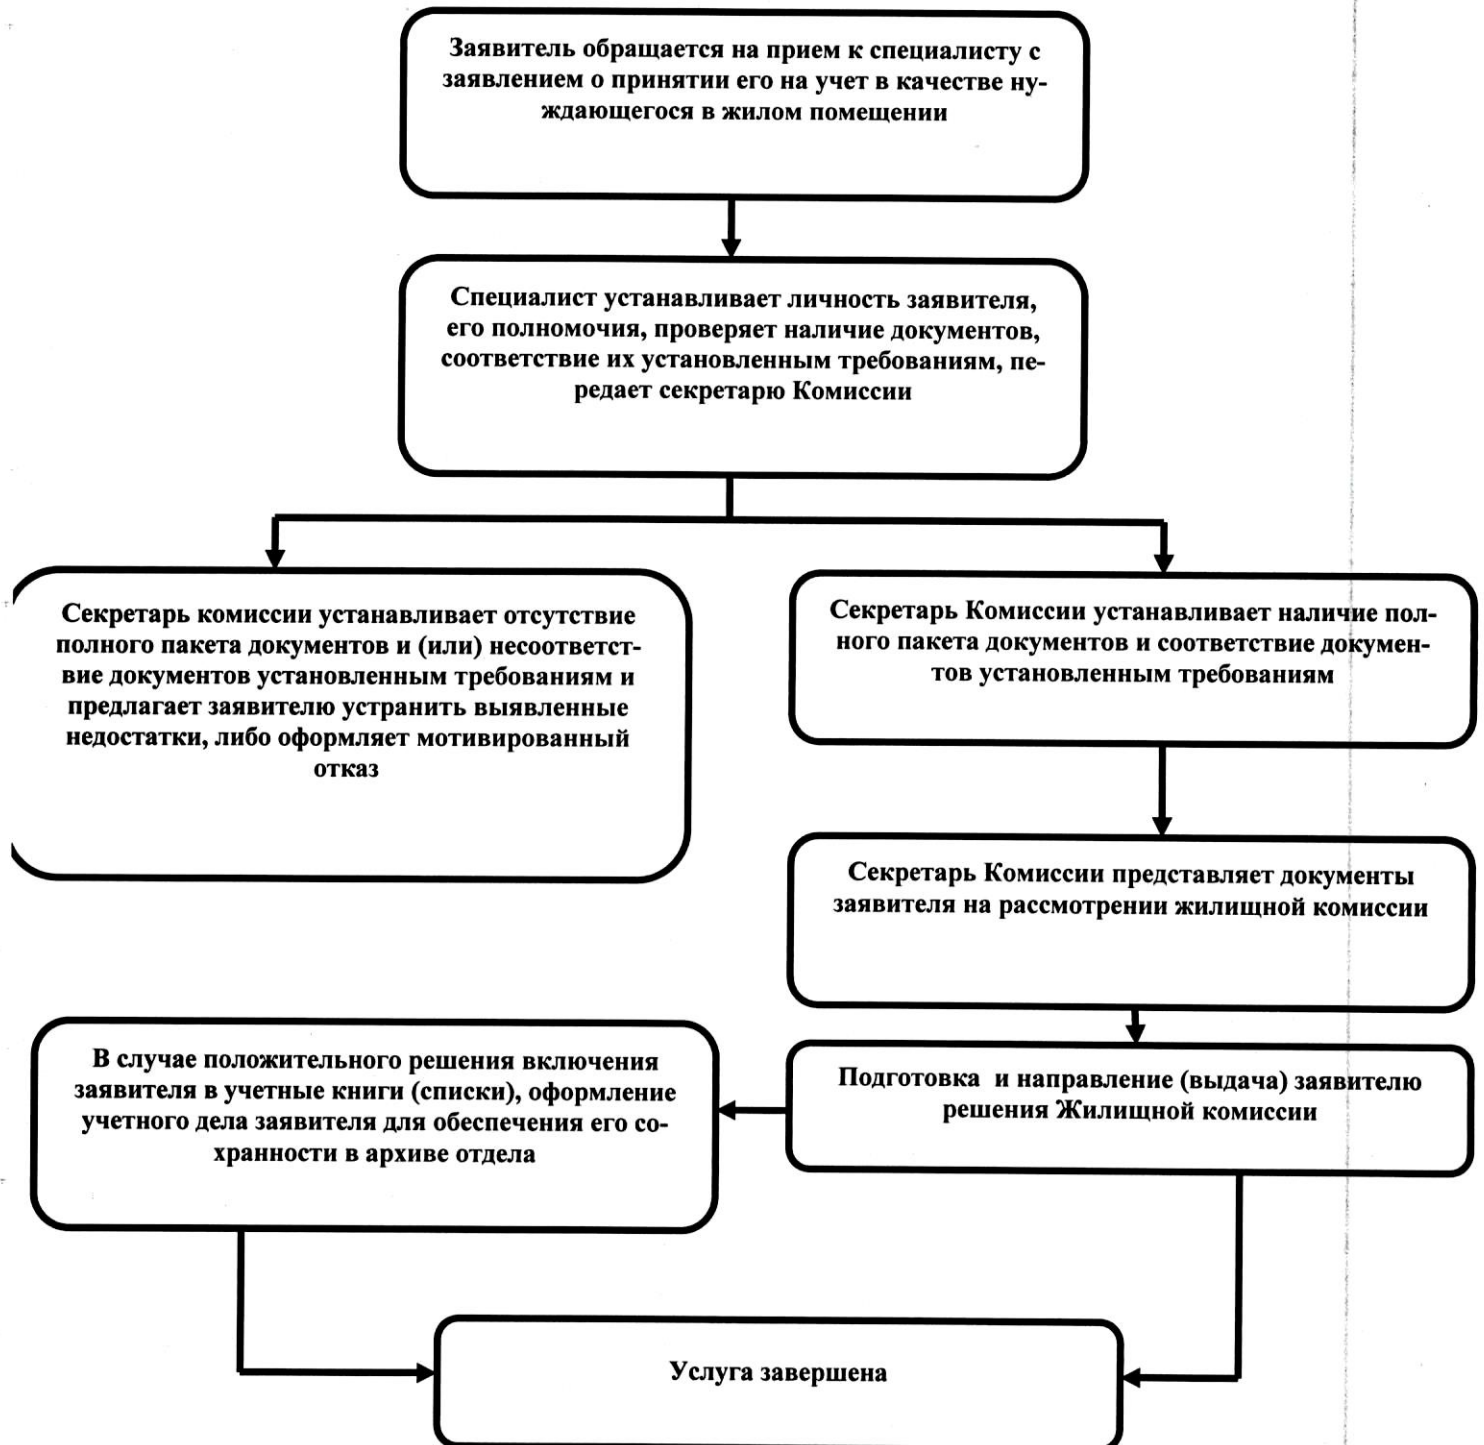 Заявитель обращается на прием к специалисту с
заявлением о принятии его на учет в качестве ну-
ждающегося в жилом помещении
Специалист устанавливает личность заявителя,
его полномочия, проверяет наличие документов,
соответствие их установленным требованиям, пе-
редает секретарю Комиссии
Секретарь комиссии устанавливает отсутствие
полного пакета документов и (или) несоответст-
вие документов установленным требованиям и
предлагает заявителю устранить выявленные
недостатки, либо оформляет мотивированный
отказ
Секретарь Комиссии устанавливает наличие пол-
ного пакета документов и соответствие докумен-
тов установленным требованиям
Секретарь Комиссии представляет документы
заявителя на рассмотрении жилищной комиссии
Подготовка  и направление (выдача) заявителю
решения Жилищной комиссии
В случае положительного решения включения
заявителя в учетные книги (списки), оформление
учетного дела заявителя для обеспечения его со-
хранности в архиве отдела
Услуга завершена